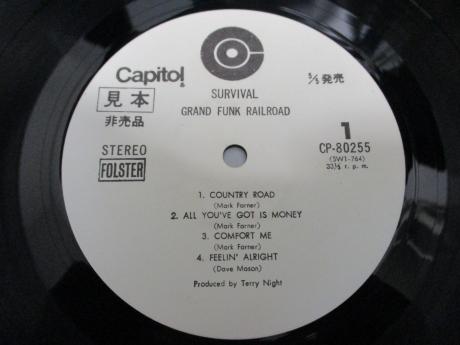 Capitol
®
SURVIVAL
GRAND FUNK RAILROAD
5/5 発売
見本
非売品
STEREO
FOLSTER
1
CP-80255
(SW1-764)
33⅓ r. p. m.
1. COUNTRY ROAD
(Mark Farner)
2. ALL YOU'VE GOT IS MONEY
(Mark Farner)
3. COMFORT ME
(Mark Farner)
4. FEELIN' ALRIGHT
(Dave Mason)
Produced by Terry Night